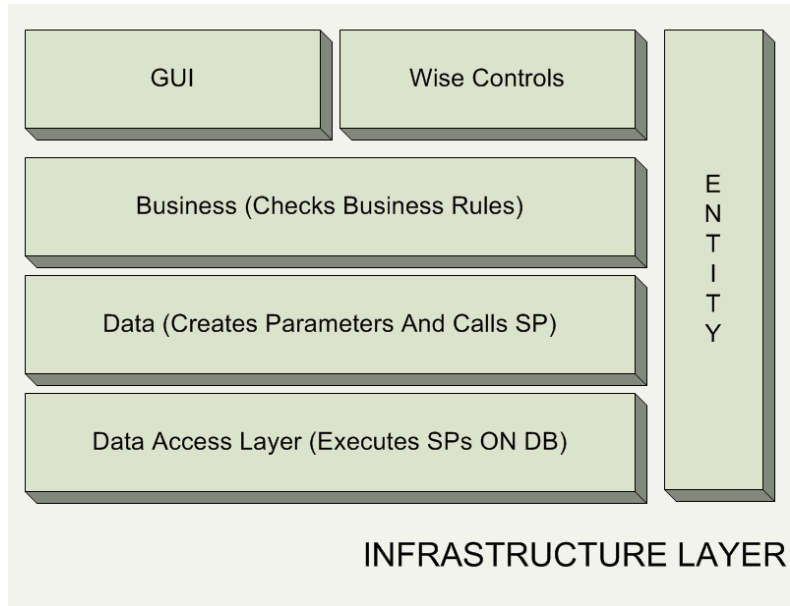 GUI
Wise Controls
Business (Checks Business Rules)
Data (Creates Parameters And Calls SP)
Data Access Layer (Executes SPs ON DB)
E
N
T
I
T
Y
INFRASTRUCTURE LAYER